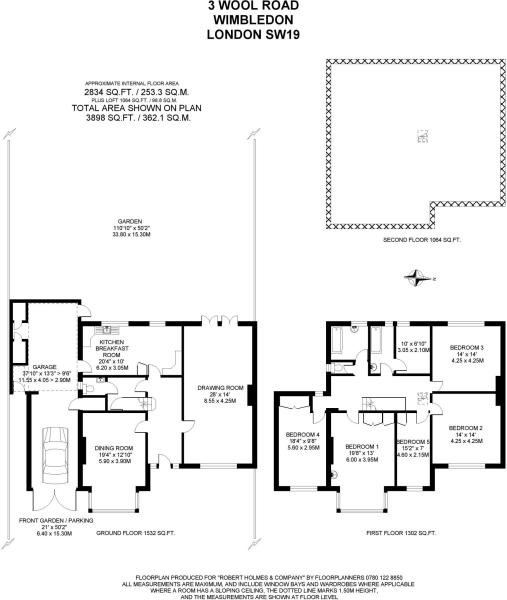 3 WOOL ROAD
WIMBLEDON
LONDON SW19
APPROXIMATE INTERNAL FLOOR AREA
2834 SQ.FT. / 253.3 SQ.M.
PLUS LOFT 1064 SQ.FT. / 98.8 SQ.M.
TOTAL AREA SHOWN ON PLAN
3898 SQ.FT. / 362.1 SQ.M.
GARDEN
110'10" x 50'2"
33.80 x 15.30M
SECOND FLOOR 1064 SQ.FT.
N
KITCHEN
BREAKFAST
ROOM
20'4" x 10'
6.20 x 3.05M
GARAGE
37'10" x 13'3" > 9'6"
11.55 x 4.05 > 2.90M
DRAWING ROOM
28' x 14'
8.55 x 4.25M
DINING ROOM
19'4" x 12'10"
5.90 x 3.90M
FRONT GARDEN / PARKING
21' x 50'2"
6.40 x 15.30M
GROUND FLOOR 1532 SQ.FT.
10' x 6'10"
3.05 x 2.10M
BEDROOM 3
14' x 14'
4.25 x 4.25M
BEDROOM 4
18'4" x 9'8"
5.60 x 2.95M
BEDROOM 1
19'8" x 13'
6.00 x 3.95M
BEDROOM 5
15'2" x 7'
4.60 x 2.15M
BEDROOM 2
14' x 14'
4.25 x 4.25M
FIRST FLOOR 1302 SQ.FT.
FLOORPLAN PRODUCED FOR "ROBERT HOLMES & COMPANY" BY FLOORPLANNERS 0780 122 8850
ALL MEASUREMENTS ARE MAXIMUM, AND INCLUDE WINDOW BAYS AND WARDROBES WHERE APPLICABLE
WHERE A ROOM HAS A SLOPING CEILING, THE DOTTED LINE MARKS 1.50M HEIGHT,
AND THE MEASUREMENTS ARE SHOWN AT FLOOR LEVEL